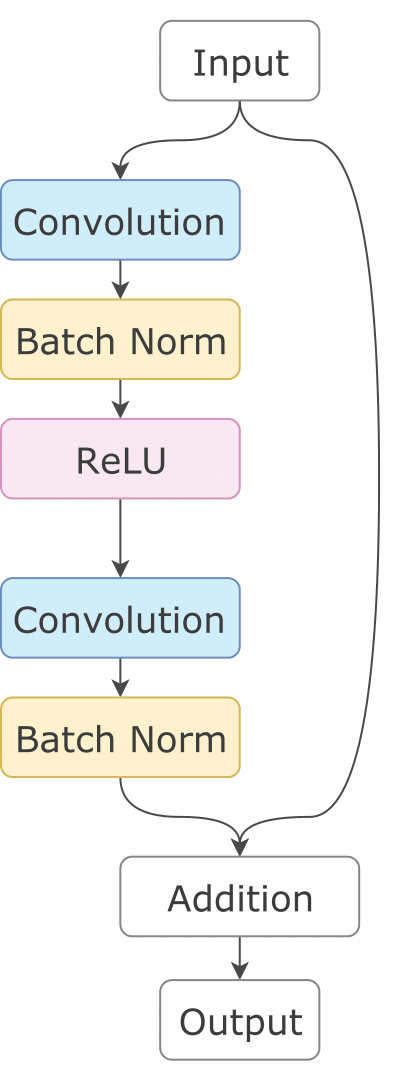 Input
Convolution
Batch Norm
ReLU
Convolution
Batch Norm
Addition
Output